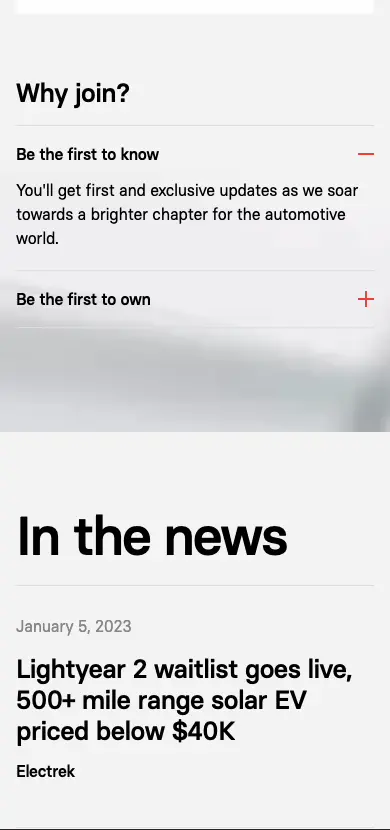 Why join?
Be the first to know
You'll get first and exclusive updates as we soar
towards a brighter chapter for the automotive
world.
Be the first to own
In the news
January 5, 2023
Lightyear 2 waitlist goes live,
500+ mile range solar EV
priced below $40K
Electrek